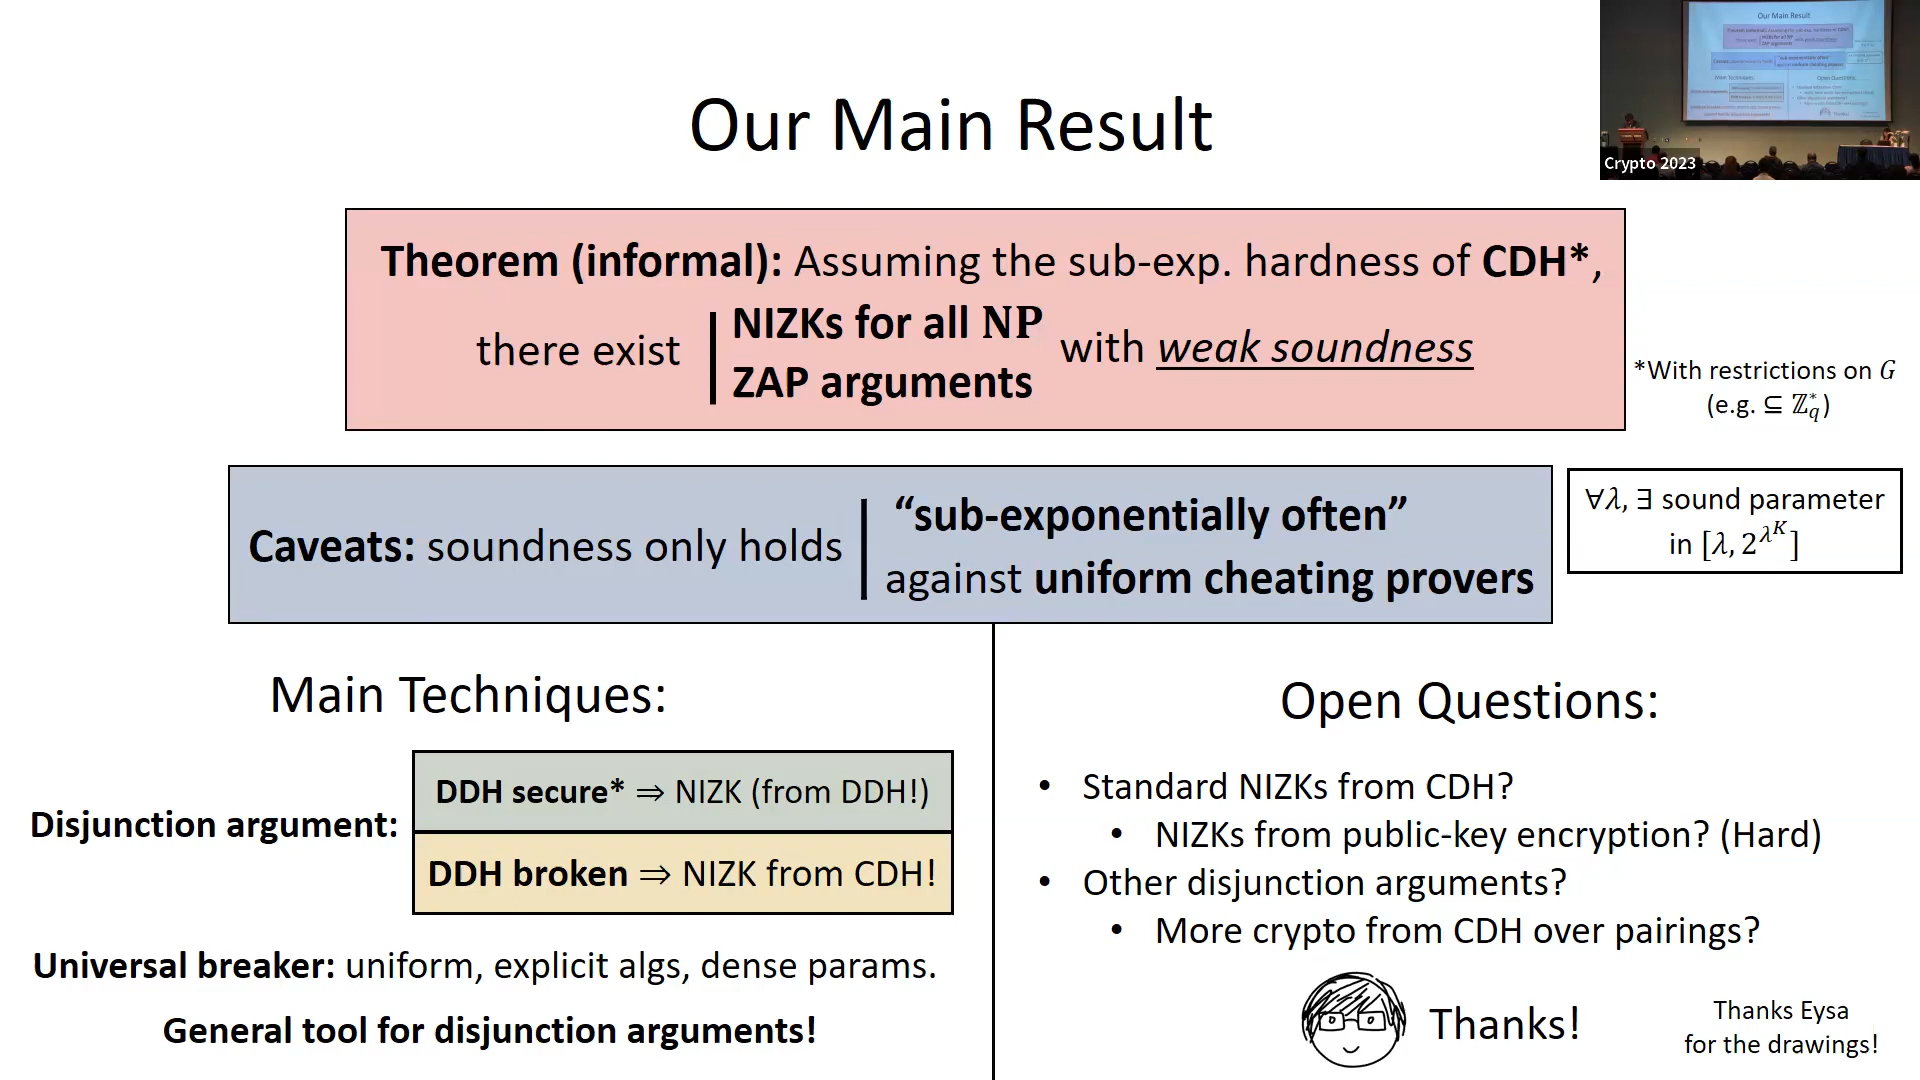 Our Main Result
Crypto 2023
Theorem (informal): Assuming the sub-exp. hardness of CDH*,
there exist | NIZKs for all NP
ZAP arguments
with weak soundness
*With restrictions on G
(e.g. ⊆ ℤ_q^*)
Caveats: soundness only holds | “sub-exponentially often”
against uniform cheating provers
∀λ, ∃ sound parameter
in [λ, 2^{λ^K}]
Main Techniques:
Disjunction argument:
DDH secure* ⇒ NIZK (from DDH!)
DDH broken ⇒ NIZK from CDH!
Universal breaker: uniform, explicit algs, dense params.
General tool for disjunction arguments!
Open Questions:
• Standard NIZKs from CDH?
• NIZKs from public-key encryption? (Hard)
• Other disjunction arguments?
• More crypto from CDH over pairings?
Thanks!
Thanks Eysa
for the drawings!